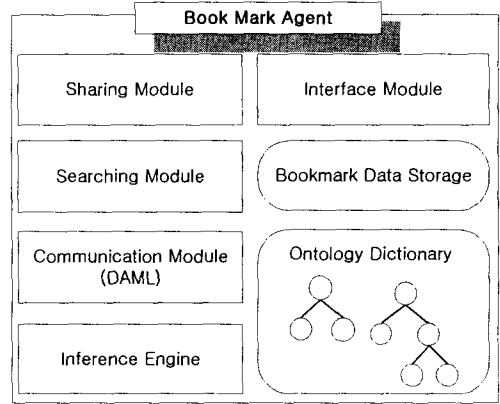 Book Mark Agent
Sharing Module
Interface Module
Searching Module
Bookmark Data Storage
Communication Module
(DAML)
Ontology Dictionary
Inference Engine